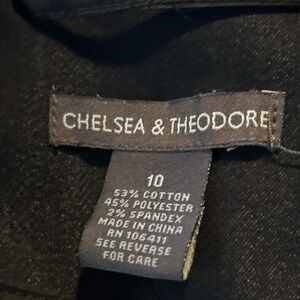 CHELSEA & THEODORE
10
53% COTTON
45% POLYESTER
2% SPANDEX
MADE IN CHINA
RN 106411
SEE REVERSE
FOR CARE